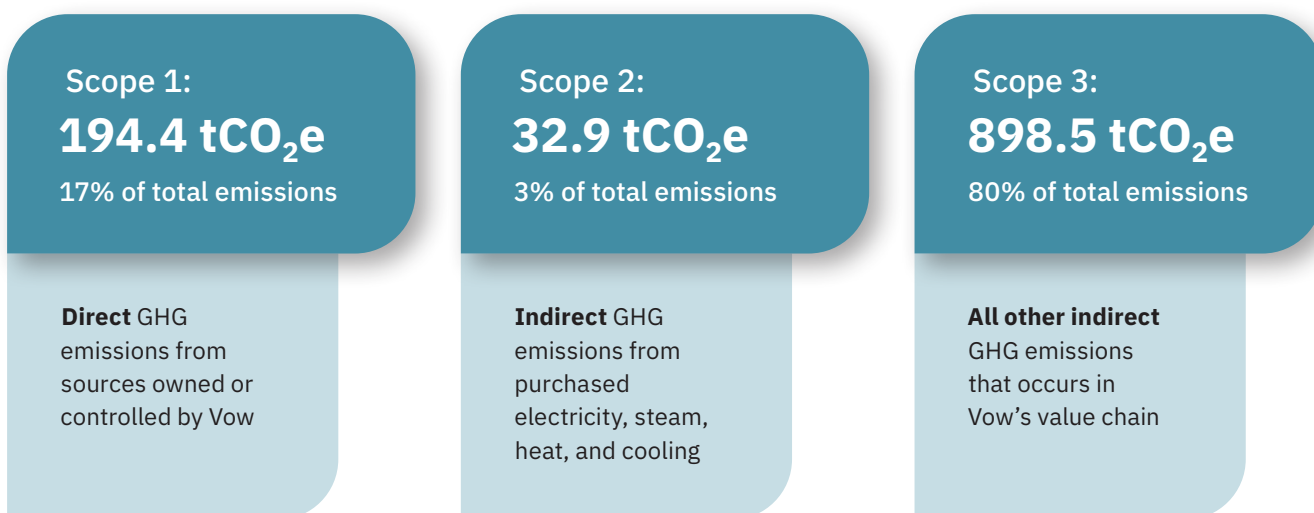 Scope 1:
194.4 tCO₂e
17% of total emissions
Direct GHG
emissions from
sources owned or
controlled by Vow
Scope 2:
32.9 tCO₂e
3% of total emissions
Indirect GHG
emissions from
purchased
electricity, steam,
heat, and cooling
Scope 3:
898.5 tCO₂e
80% of total emissions
All other indirect
GHG emissions
that occurs in
Vow’s value chain